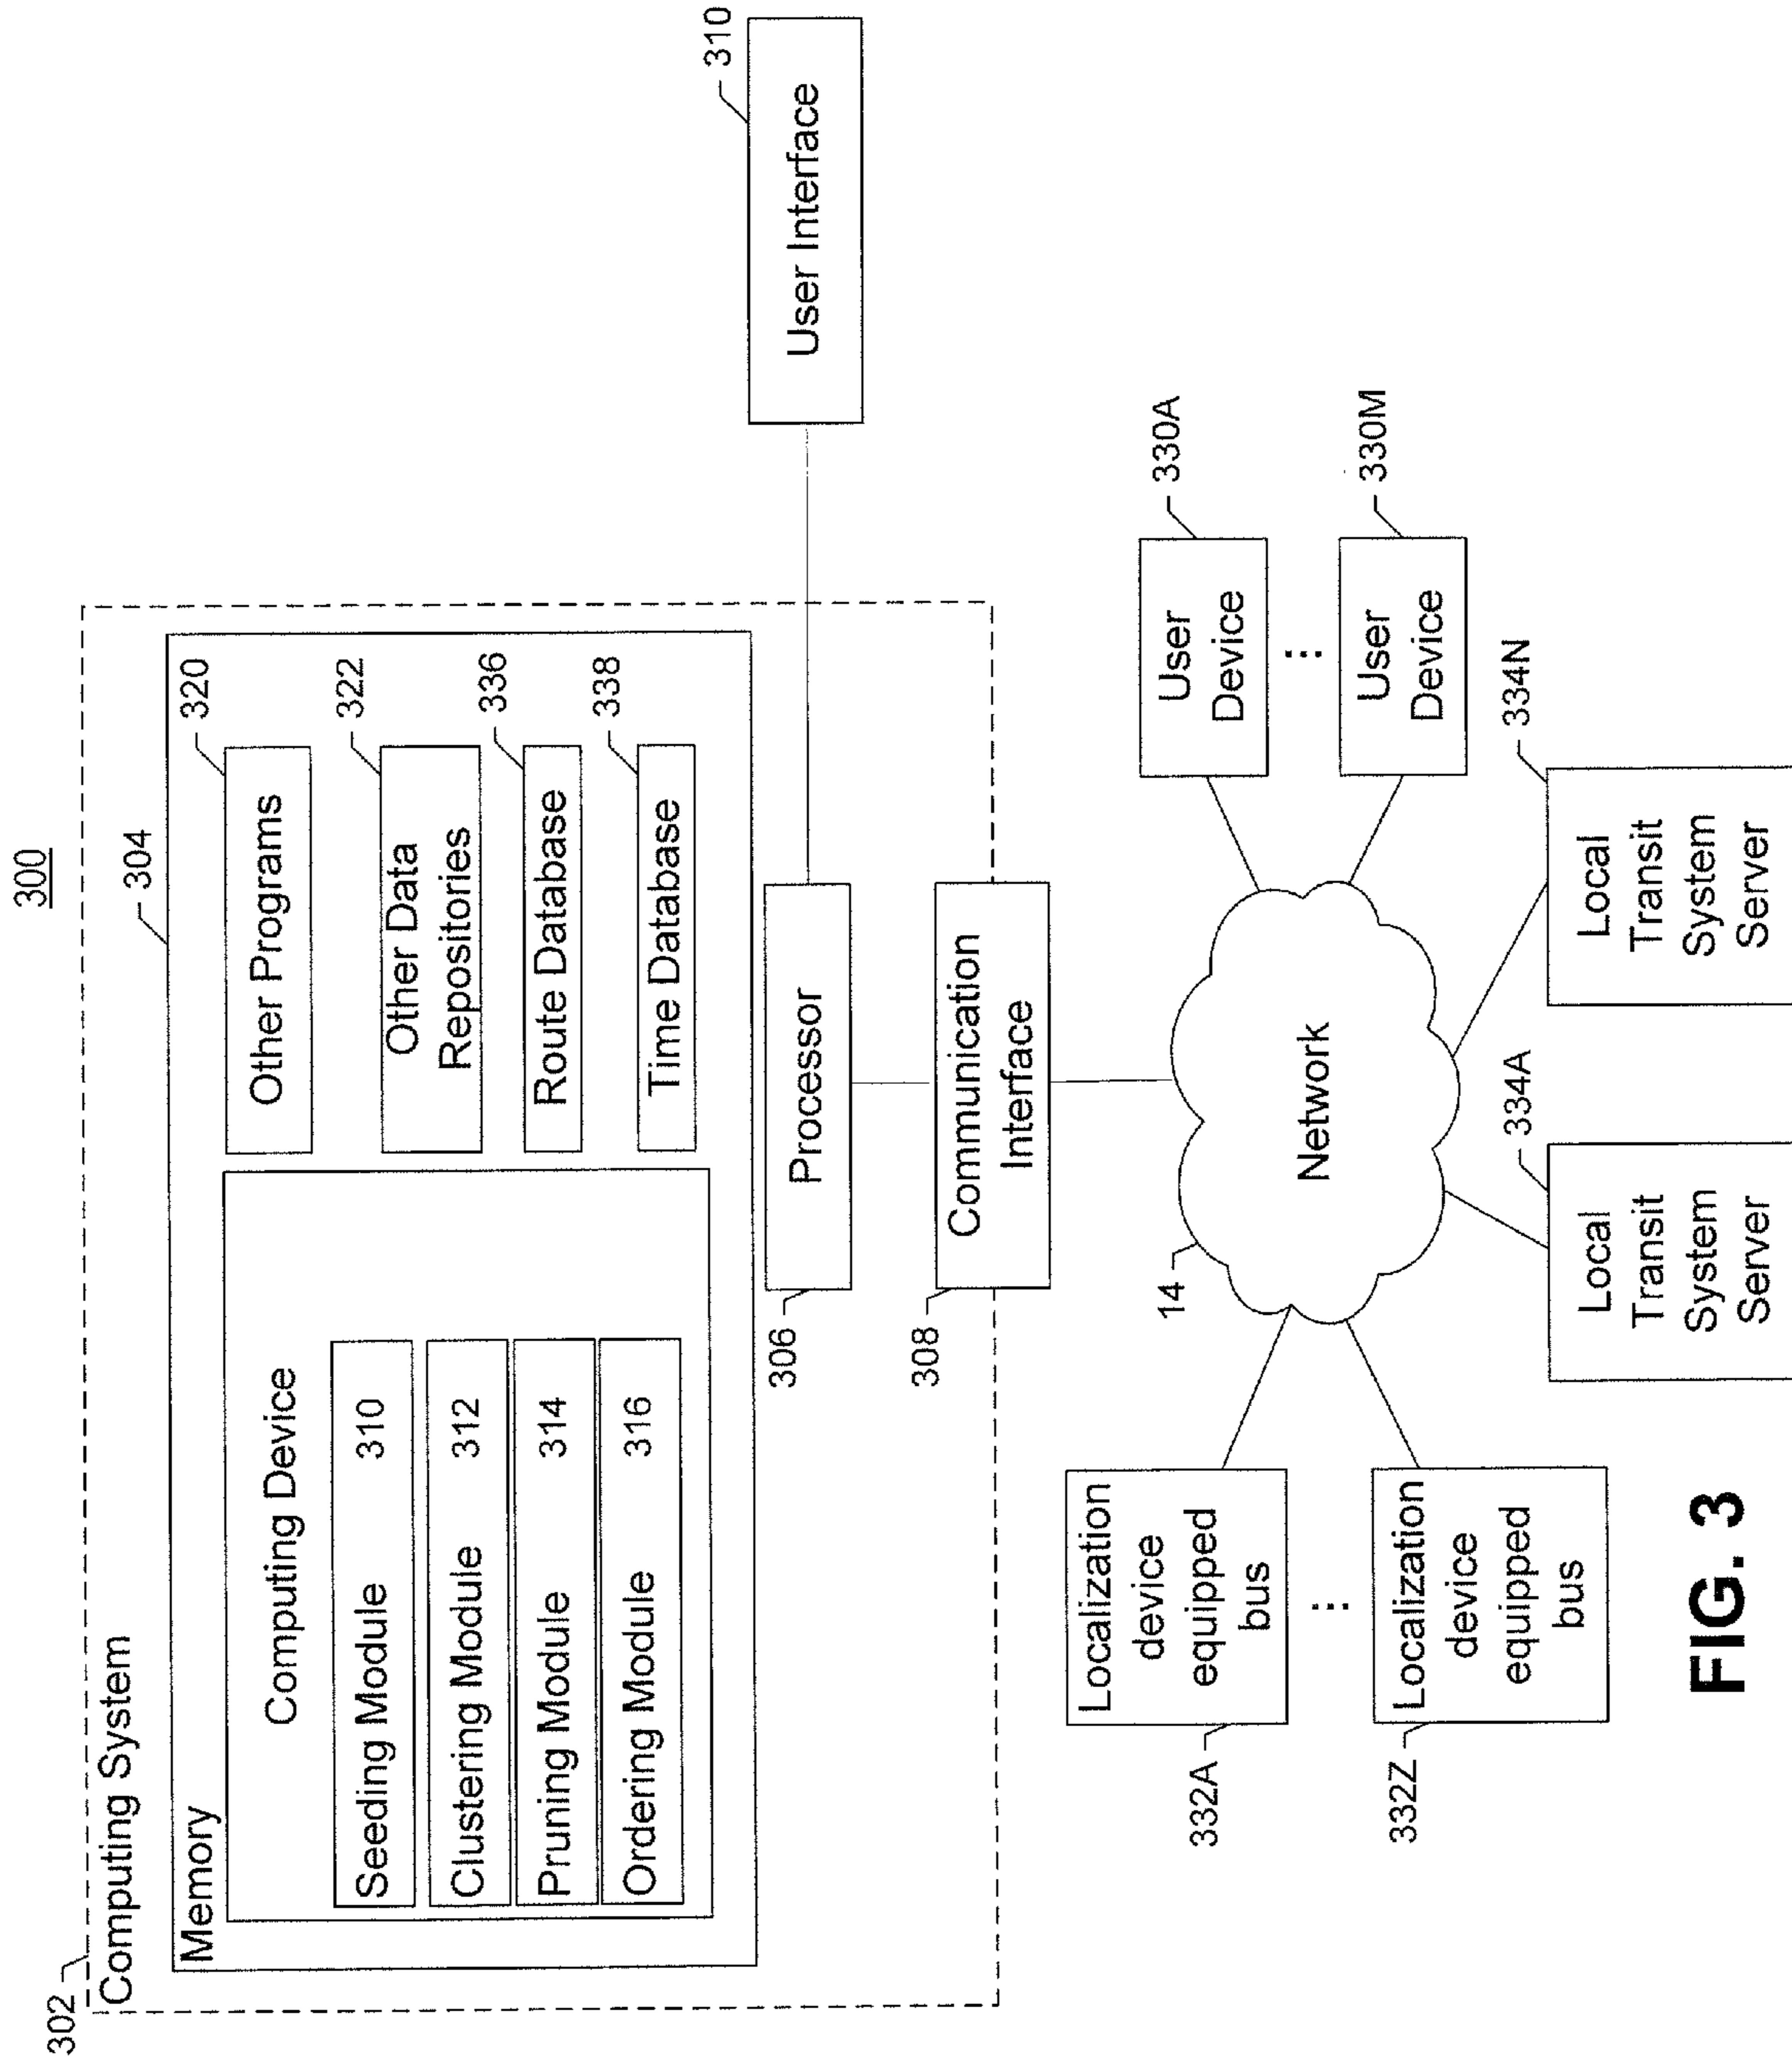 300
302
Computing System
304
Memory
Computing Device
Seeding Module 310
Clustering Module 312
Pruning Module 314
Ordering Module 316
Other Programs
320
Other Data
Repositories
322
Route Database
336
Time Database
338
306
Processor
User Interface
310
308
Communication
Interface
14
Network
332A
Localization
device
equipped
bus
...
332Z
Localization
device
equipped
bus
User
Device
330A
...
User
Device
330M
334A
Local
Transit
System
Server
334N
Local
Transit
System
Server
FIG. 3